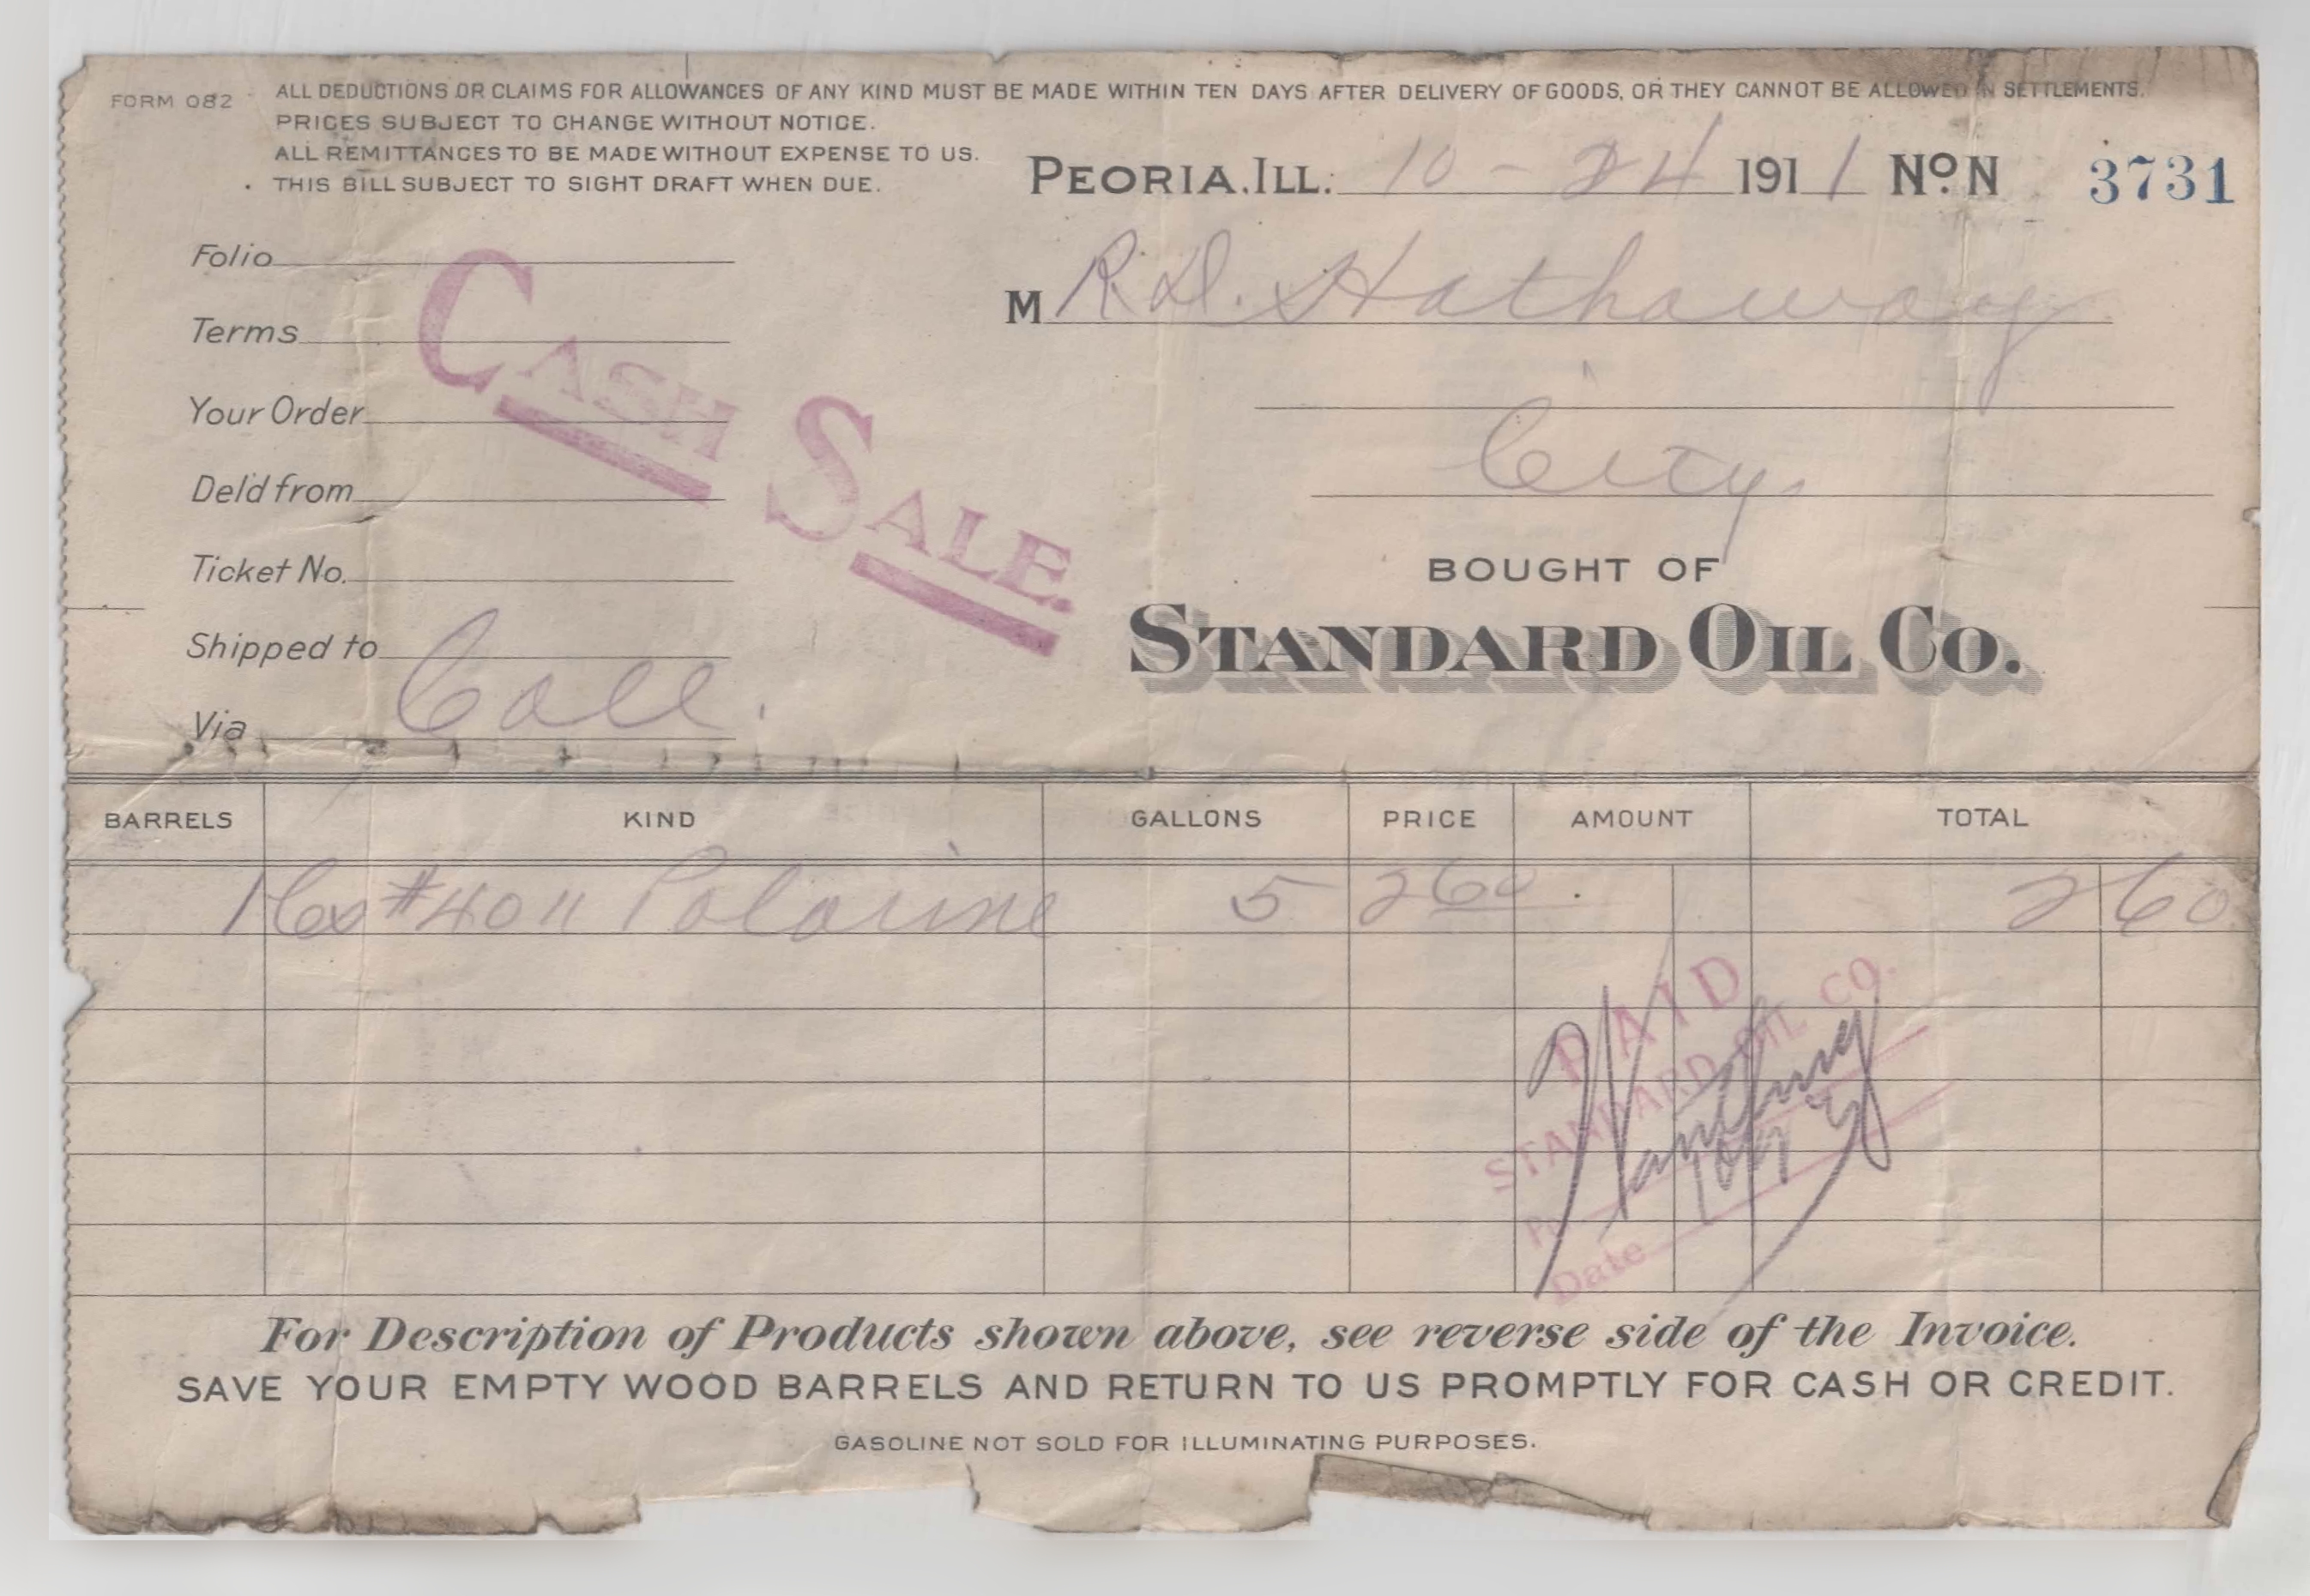 FORM 082
ALL DEDUCTIONS OR CLAIMS FOR ALLOWANCES OF ANY KIND MUST BE MADE WITHIN TEN DAYS AFTER DELIVERY OF GOODS, OR THEY CANNOT BE ALLOWED IN SETTLEMENTS.
PRICES SUBJECT TO CHANGE WITHOUT NOTICE.
ALL REMITTANCES TO BE MADE WITHOUT EXPENSE TO US.
THIS BILL SUBJECT TO SIGHT DRAFT WHEN DUE.
PEORIA, ILL. 10-24 1911 No. N 3731
M R.D. Hathaway
City
Folio
Terms
Your Order
Del'd from
Ticket No.
Shipped to
Via Call.
CASH SALE.
BOUGHT OF
STANDARD OIL CO.
BARRELS KIND GALLONS PRICE AMOUNT TOTAL
1 #4011 Polarine 5 2 60 2 60
PAID
STANDARD OIL CO.
Date
For Description of Products shown above, see reverse side of the Invoice.
SAVE YOUR EMPTY WOOD BARRELS AND RETURN TO US PROMPTLY FOR CASH OR CREDIT.
GASOLINE NOT SOLD FOR ILLUMINATING PURPOSES.